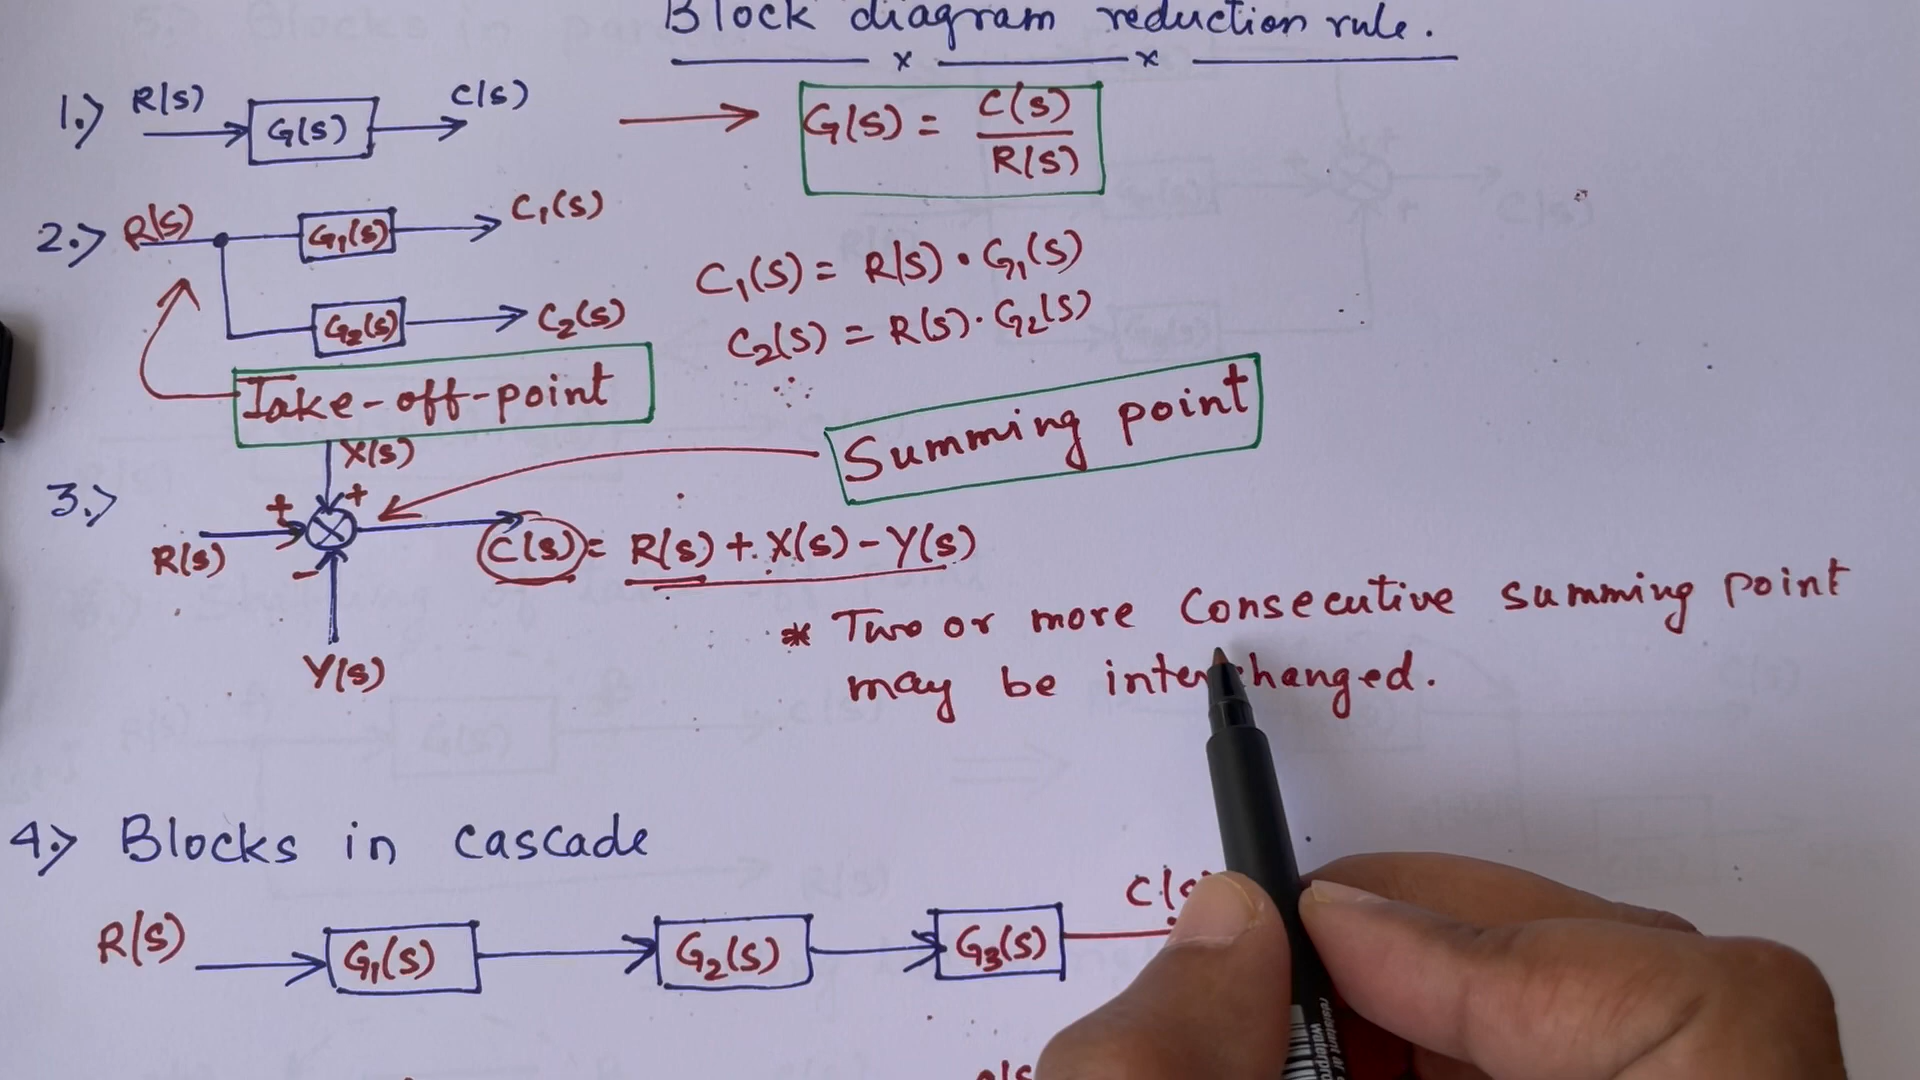 Block diagram reduction rule.
1.) R(s) G(s) C(s) G(s) = C(s) / R(s)
2.) R(s) G1(s) C1(s)
G2(s) C2(s)
C1(s) = R(s) . G1(s)
C2(s) = R(s) . G2(s)
Take-off-point
Summing point
3.) X(s)
+ +
R(s) C(s) = R(s) + X(s) - Y(s)
-
Y(s)
* Two or more Consecutive summing point
may be interchanged.
4.) Blocks in cascade
R(s) G1(s) G2(s) G3(s)